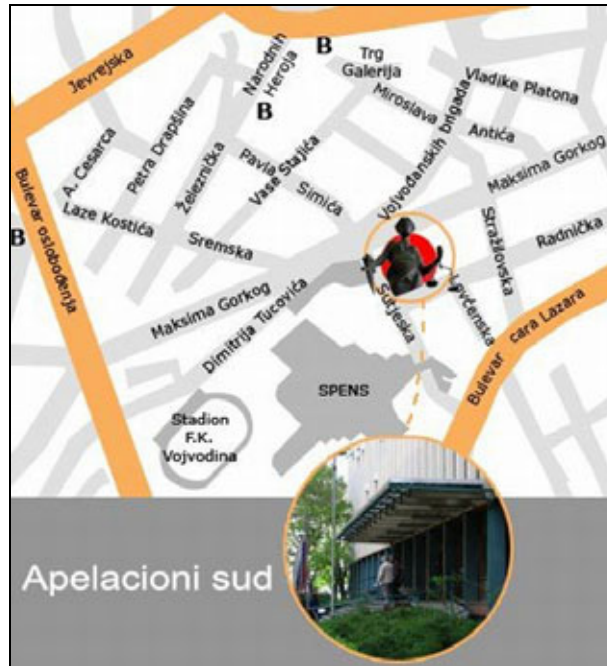 Jevrejska
Narodnih
Heroja
B
Trg
Galerija
Vladike Platona
Miroslava
Antića
B
A. Cesarca
Petra Drapšina
Železnička
Pavla
Simića
Vase Stajića
Vojvođanskih brigada
Maksima Gorkog
Bulevar oslobođenja
Laze Kostića
Sremska
Stražilovska
Radnička
B
Maksima Gorkog
Dimitrija Tucovića
Sutjeska
Lovćenska
Bulevar cara Lazara
SPENS
Stadion
F.K.
Vojvodina
Apelacioni sud